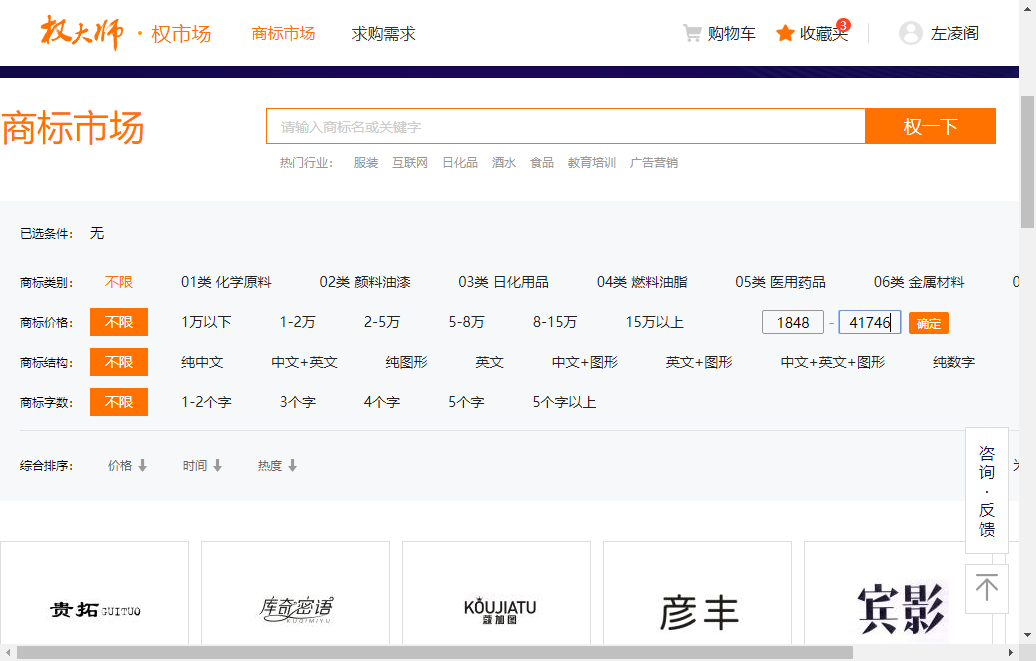 权大师 · 权市场 商标市场 求购需求 购物车 收藏夹 3 左凌阁
商标市场 请输入商标名或关键字 权一下
热门行业: 服装 互联网 日化品 酒水 食品 教育培训 广告营销
已选条件: 无
商标类别: 不限 01类 化学原料 02类 颜料油漆 03类 日化用品 04类 燃料油脂 05类 医用药品 06类 金属材料 0
商标价格: 不限 1万以下 1-2万 2-5万 5-8万 8-15万 15万以上 1848 - 41746 确定
商标结构: 不限 纯中文 中文+英文 纯图形 英文 中文+图形 英文+图形 中文+英文+图形 纯数字
商标字数: 不限 1-2个字 3个字 4个字 5个字 5个字以上
综合排序: 价格 时间 热度
咨询·反馈
贵拓 GUITUO
库奇密语
KUQIMIYU
KOUJIATU
蔻加图
彦丰
宾影